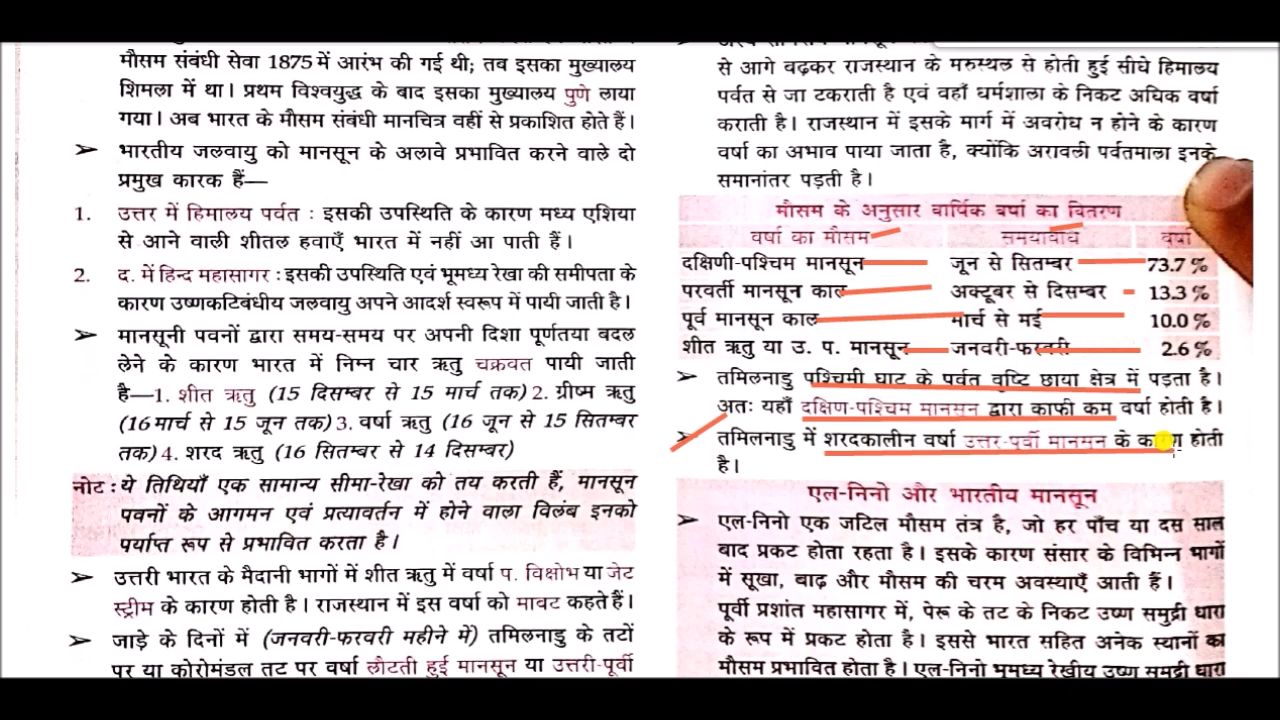 मौसम संबंधी सेवा 1875 में आरंभ की गई थी; तब इसका मुख्यालय
शिमला में था। प्रथम विश्वयुद्ध के बाद इसका मुख्यालय पुणे लाया
गया। अब भारत के मौसम संबंधी मानचित्र वहीं से प्रकाशित होते हैं।
➢ भारतीय जलवायु को मानसून के अलावे प्रभावित करने वाले दो
प्रमुख कारक हैं—
1. उत्तर में हिमालय पर्वत : इसकी उपस्थिति के कारण मध्य एशिया
से आने वाली शीतल हवाएँ भारत में नहीं आ पाती हैं।
2. द. में हिन्द महासागर : इसकी उपस्थिति एवं भूमध्य रेखा की समीपता के
कारण उष्णकटिबंधीय जलवायु अपने आदर्श स्वरूप में पायी जाती है।
➢ मानसूनी पवनों द्वारा समय-समय पर अपनी दिशा पूर्णतया बदल
लेने के कारण भारत में निम्न चार ऋतु चक्रवत पायी जाती
है—1. शीत ऋतु (15 दिसम्बर से 15 मार्च तक) 2. ग्रीष्म ऋतु
(16 मार्च से 15 जून तक) 3. वर्षा ऋतु (16 जून से 15 सितम्बर
तक) 4. शरद ऋतु (16 सितम्बर से 14 दिसम्बर)
नोट : ये तिथियाँ एक सामान्य सीमा-रेखा को तय करती हैं, मानसून
पवनों के आगमन एवं प्रत्यावर्तन में होने वाला विलंब इनको
पर्याप्त रूप से प्रभावित करता है।
➢ उत्तरी भारत के मैदानी भागों में शीत ऋतु में वर्षा प. विक्षोभ या जेट
स्ट्रीम के कारण होती है। राजस्थान में इस वर्षा को मावट कहते हैं।
➢ जाड़े के दिनों में (जनवरी-फरवरी महीने में) तमिलनाडु के तटों
पर या कोरोमंडल तट पर वर्षा लौटती हुई मानसून या उत्तरी-पूर्वी
से आगे बढ़कर राजस्थान के मरुस्थल से होती हुई सीधे हिमालय
पर्वत से जा टकराती है एवं वहाँ धर्मशाला के निकट अधिक वर्षा
कराती है। राजस्थान में इसके मार्ग में अवरोध न होने के कारण
वर्षा का अभाव पाया जाता है, क्योंकि अरावली पर्वतमाला इनके
समानांतर पड़ती है।
मौसम के अनुसार वार्षिक वर्षा का वितरण
वर्षा का मौसम समयावधि वर्षा
दक्षिणी-पश्चिम मानसून जून से सितम्बर 73.7 %
परवर्ती मानसून काल अक्टूबर से दिसम्बर 13.3 %
पूर्व मानसून काल मार्च से मई 10.0 %
शीत ऋतु या उ. प. मानसून जनवरी-फरवरी 2.6 %
➢ तमिलनाडु पश्चिमी घाट के पर्वत वृष्टि छाया क्षेत्र में पड़ता है।
अतः यहाँ दक्षिण-पश्चिम मानसून द्वारा काफी कम वर्षा होती है।
➢ तमिलनाडु में शरदकालीन वर्षा उत्तर-पूर्वी मानसून के कारण होती
है।
एल-निनो और भारतीय मानसून
➢ एल-निनो एक जटिल मौसम तंत्र है, जो हर पाँच या दस साल
बाद प्रकट होता रहता है। इसके कारण संसार के विभिन्न भागों
में सूखा, बाढ़ और मौसम की चरम अवस्थाएँ आती हैं।
पूर्वी प्रशांत महासागर में, पेरू के तट के निकट उष्ण समुद्री धारा
के रूप में प्रकट होता है। इससे भारत सहित अनेक स्थानों का
मौसम प्रभावित होता है। एल-निनो भूमध्य रेखीय उष्ण समुद्री धारा